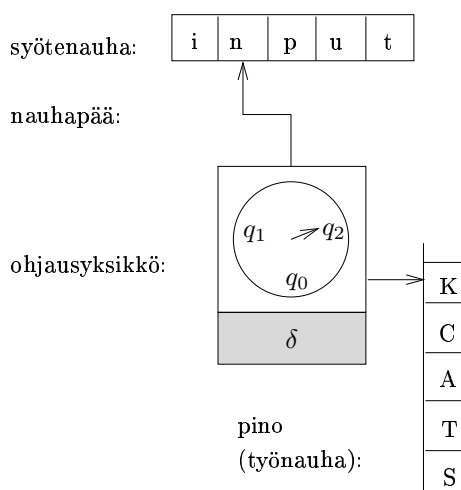 syötenauha:
i n p u t
nauhapää:
ohjausyksikkö:
q₁ q₂
q₀
δ
K
C
A
T
S
pino
(työnauha):